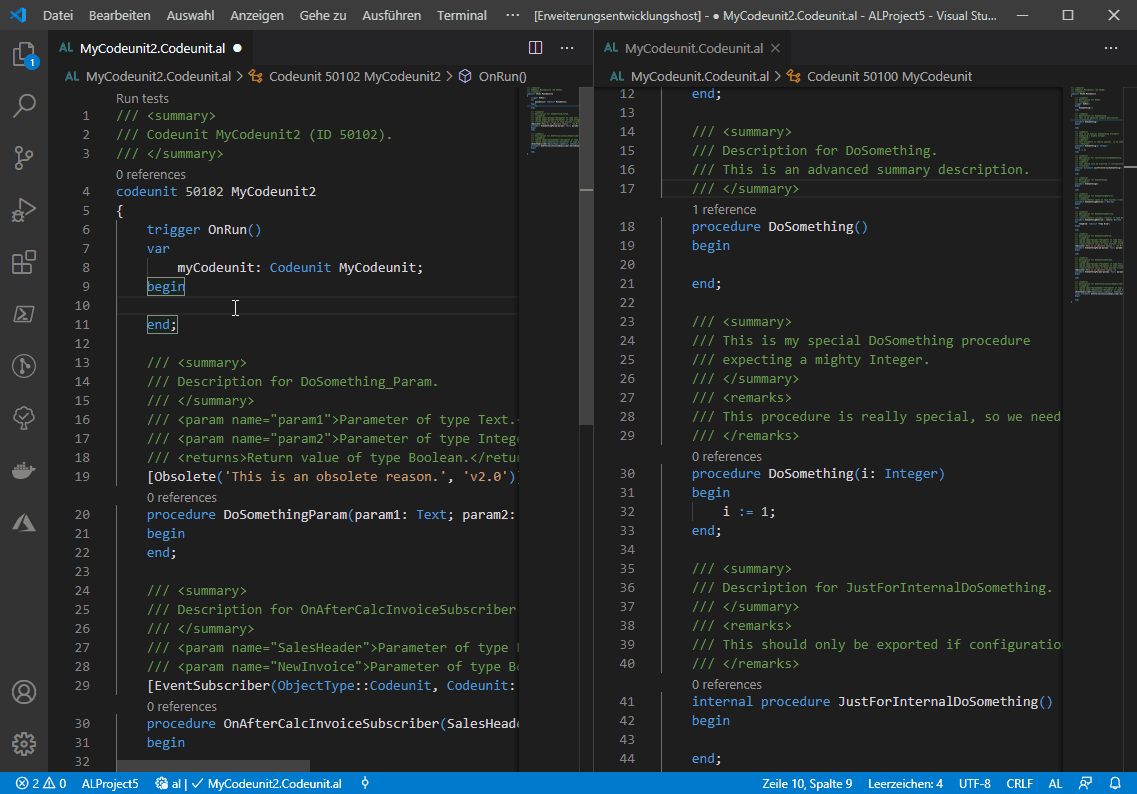 Datei Bearbeiten Auswahl Anzeigen Gehe zu Ausführen Terminal ··· [Erweiterungsentwicklungshost] - ● MyCodeunit2.Codeunit.al - ALProject5 - Visual Stu...
AL MyCodeunit2.Codeunit.al ●
AL MyCodeunit2.Codeunit.al > Codeunit 50102 MyCodeunit2 > OnRun()
Run tests
1 /// <summary>
2 /// Codeunit MyCodeunit2 (ID 50102).
3 /// </summary>
0 references
4 codeunit 50102 MyCodeunit2
5 {
6 trigger OnRun()
7 var
8 myCodeunit: Codeunit MyCodeunit;
9 begin
10
11 end;
12
13 /// <summary>
14 /// Description for DoSomething_Param.
15 /// </summary>
16 /// <param name="param1">Parameter of type Text.<
17 /// <param name="param2">Parameter of type Intege
18 /// <returns>Return value of type Boolean.</retur
19 [Obsolete('This is an obsolete reason.', 'v2.0')]
0 references
20 procedure DoSomethingParam(param1: Text; param2:
21 begin
22 end;
23
24 /// <summary>
25 /// Description for OnAfterCalcInvoiceSubscriber
26 /// </summary>
27 /// <param name="SalesHeader">Parameter of type
28 /// <param name="NewInvoice">Parameter of type Bo
29 [EventSubscriber(ObjectType::Codeunit, Codeunit:
0 references
30 procedure OnAfterCalcInvoiceSubscriber(SalesHeade
31 begin
32
AL MyCodeunit.Codeunit.al ×
AL MyCodeunit.Codeunit.al > Codeunit 50100 MyCodeunit
12 end;
13
14 /// <summary>
15 /// Description for DoSomething.
16 /// This is an advanced summary description.
17 /// </summary>
1 reference
18 procedure DoSomething()
19 begin
20
21 end;
22
23 /// <summary>
24 /// This is my special DoSomething procedure
25 /// expecting a mighty Integer.
26 /// </summary>
27 /// <remarks>
28 /// This procedure is really special, so we need
29 /// </remarks>
0 references
30 procedure DoSomething(i: Integer)
31 begin
32 i := 1;
33 end;
34
35 /// <summary>
36 /// Description for JustForInternalDoSomething.
37 /// </summary>
38 /// <remarks>
39 /// This should only be exported if configuratio
40 /// </remarks>
0 references
41 internal procedure JustForInternalDoSomething()
42 begin
43
44 end;
1
2 0 ALProject5 al | ✓ MyCodeunit2.Codeunit.al Zeile 10, Spalte 9 Leerzeichen: 4 UTF-8 CRLF AL